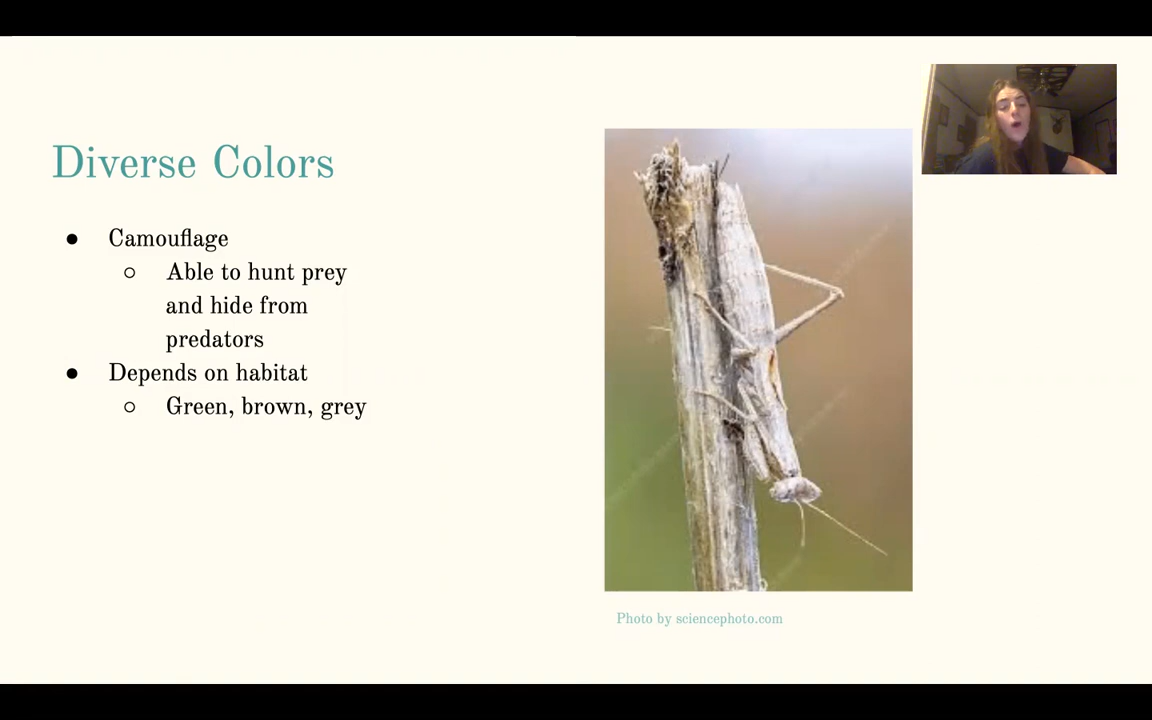 Diverse Colors
● Camouflage
○ Able to hunt prey
and hide from
predators
● Depends on habitat
○ Green, brown, grey
Photo by sciencephoto.com